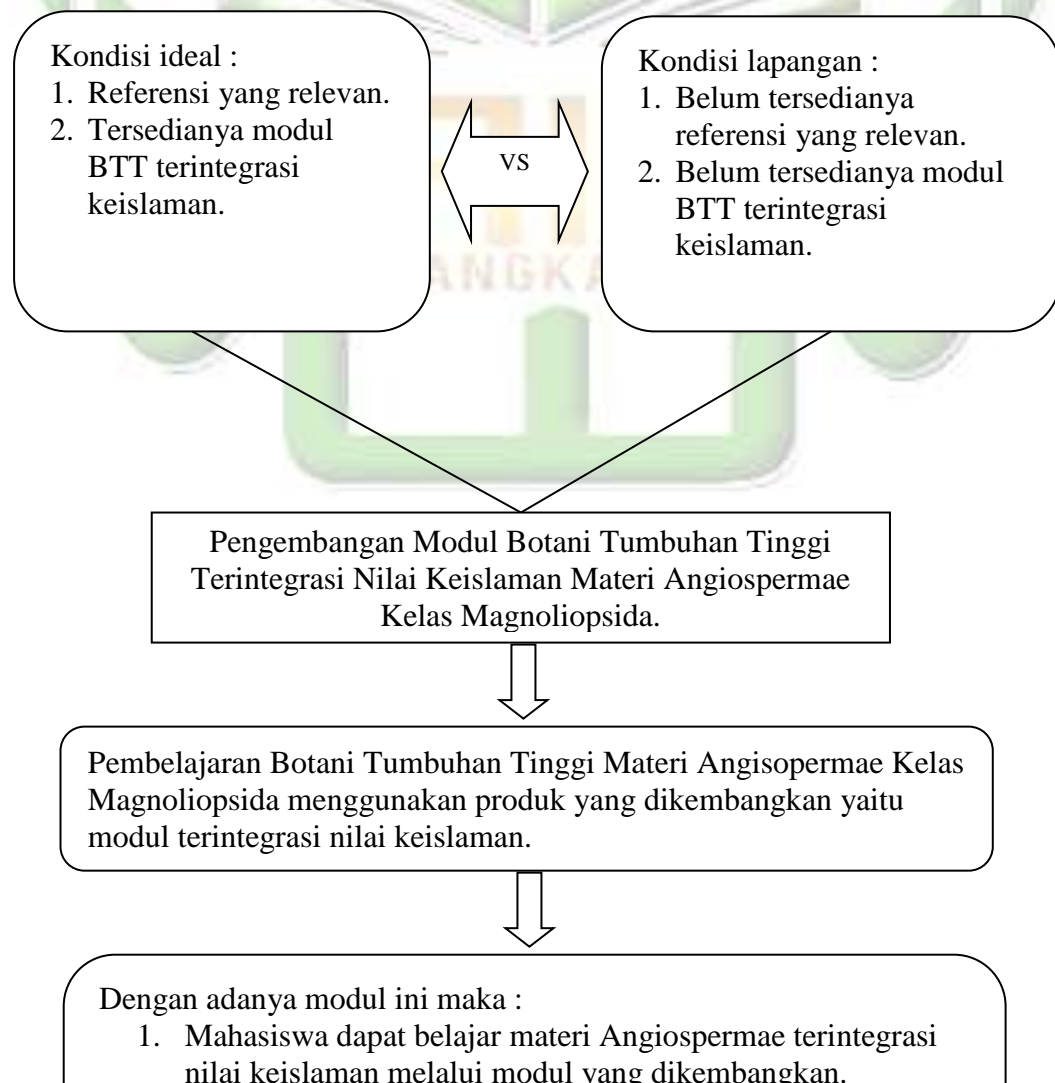 Kondisi ideal :
1. Referensi yang relevan.
2. Tersedianya modul
BTT terintegrasi
keislaman.
vs
Kondisi lapangan :
1. Belum tersedianya
referensi yang relevan.
2. Belum tersedianya modul
BTT terintegrasi
keislaman.
Pengembangan Modul Botani Tumbuhan Tinggi
Terintegrasi Nilai Keislaman Materi Angiospermae
Kelas Magnoliopsida.
Pembelajaran Botani Tumbuhan Tinggi Materi Angisopermae Kelas
Magnoliopsida menggunakan produk yang dikembangkan yaitu
modul terintegrasi nilai keislaman.
Dengan adanya modul ini maka :
1. Mahasiswa dapat belajar materi Angiospermae terintegrasi
nilai keislaman melalui modul yang dikembangkan.